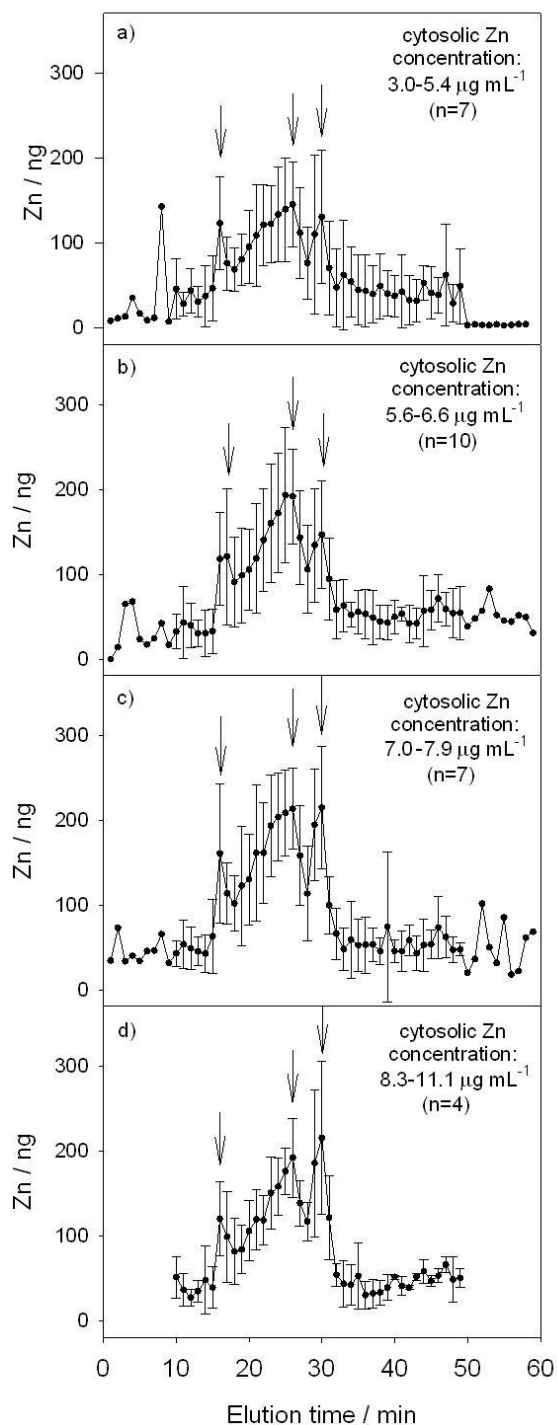 a)
cytosolic Zn
concentration:
3.0-5.4 µg mL⁻¹
(n=7)
300
200
100
0
Zn / ng
b)
cytosolic Zn
concentration:
5.6-6.6 µg mL⁻¹
(n=10)
300
200
100
0
Zn / ng
c)
cytosolic Zn
concentration:
7.0-7.9 µg mL⁻¹
(n=7)
300
200
100
0
Zn / ng
d)
cytosolic Zn
concentration:
8.3-11.1 µg mL⁻¹
(n=4)
300
200
100
0
Zn / ng
0 10 20 30 40 50 60
Elution time / min